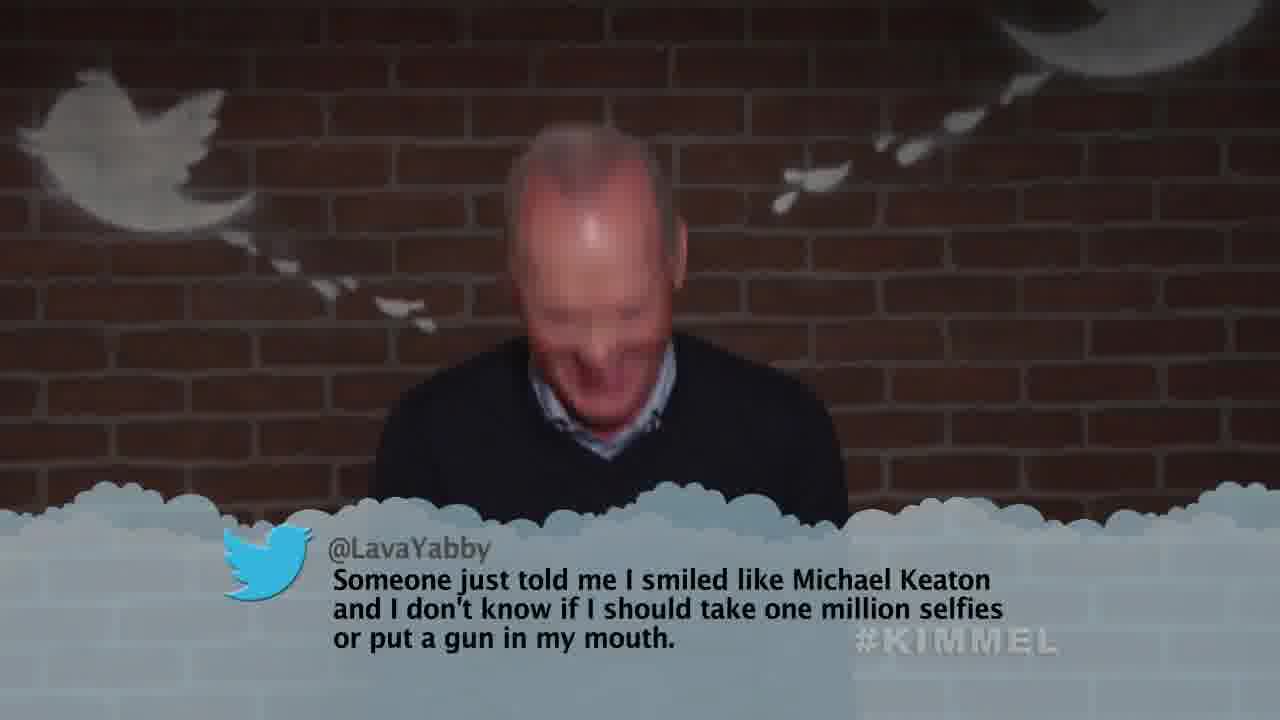 @LavaYabby
Someone just told me I smiled like Michael Keaton
and I don't know if I should take one million selfies
or put a gun in my mouth.
#KIMMEL